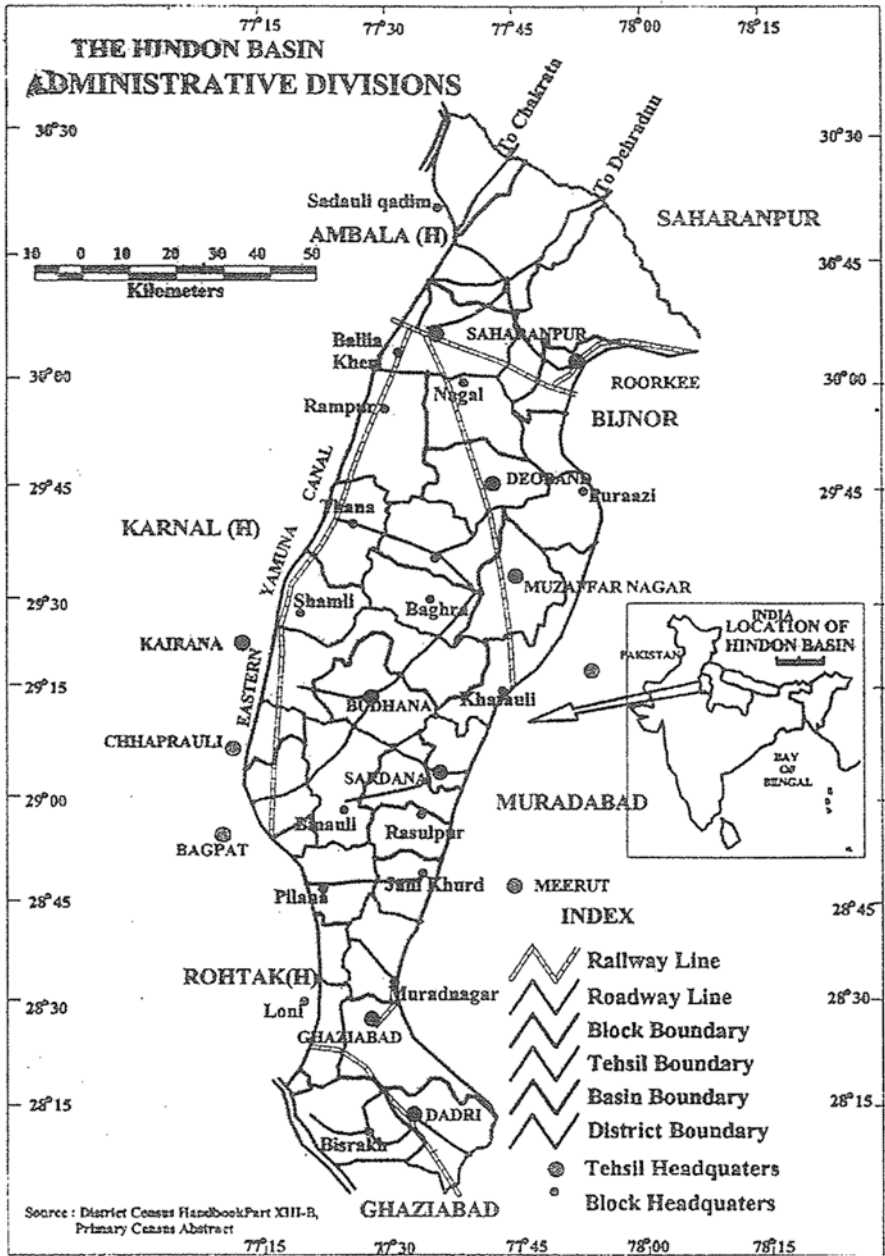 77°15 77°30 77°45 78°00 78°15
THE HINDON BASIN
ADMINISTRATIVE DIVISIONS
30°30
30°30
To Chakrata
To Dehradun
Sadauli qadim
SAHARANPUR
AMBALA (H)
10 0 10 20 30 40 50
Kilometers
30°45
SAHARANPUR
Ballia
Kheri
30°00
30°00
ROORKEE
Nagal
Rampur
BIJNOR
29°45
29°45
DEOBAND
Puraazi
Thana
EASTERN YAMUNA CANAL
KARNAL (H)
MUZAFFAR NAGAR
29°30
29°30
Shamli
Baghra
INDIA
LOCATION OF
HINDON BASIN
PAKISTAN
BAY
OF
BENGAL
KAIRANA
29°15
29°15
BUDHANA
Khatauli
CHHAPRAULI
SARDANA
29°00
29°00
MURADABAD
Binauli
Rasulpur
BAGPAT
Jani Khurd
MEERUT
Pilana
28°45
28°45
INDEX
Railway Line
Roadway Line
Block Boundary
Tehsil Boundary
Basin Boundary
District Boundary
Tehsil Headquaters
Block Headquaters
ROHTAK(H)
Muradnagar
28°30
28°30
Loni
GHAZIABAD
28°15
28°15
DADRI
Bisrakh
GHAZIABAD
Source : District Census HandbookPart XIII-B,
Primary Census Abstract
77°15 77°30 77°45 78°00 78°15